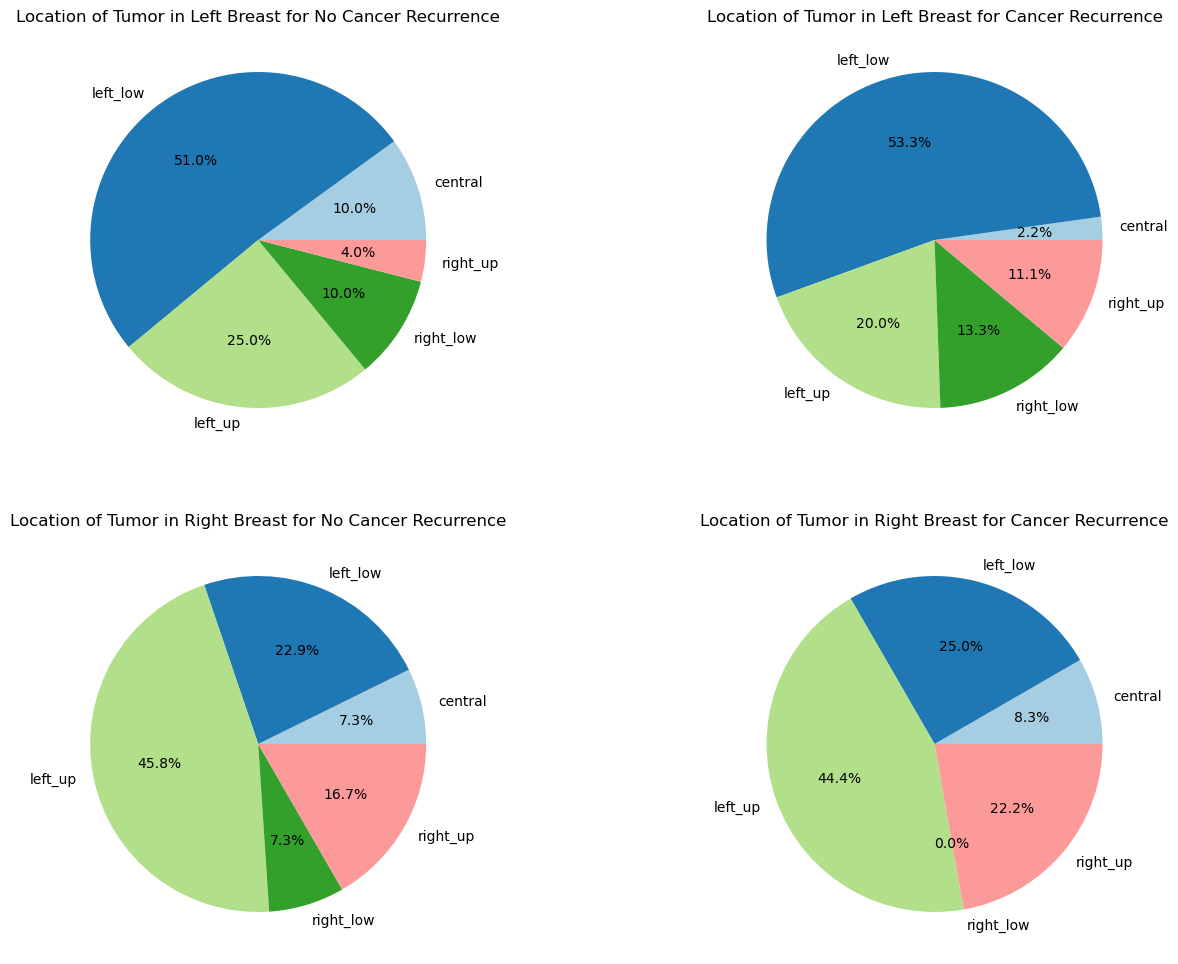 Location of Tumor in Left Breast for No Cancer Recurrence
left_low
51.0%
central
10.0%
4.0%
right_up
10.0%
right_low
25.0%
left_up
Location of Tumor in Left Breast for Cancer Recurrence
left_low
53.3%
central
2.2%
11.1%
right_up
20.0%
13.3%
left_up
right_low
Location of Tumor in Right Breast for No Cancer Recurrence
left_low
22.9%
central
7.3%
45.8%
left_up
16.7%
right_up
7.3%
right_low
Location of Tumor in Right Breast for Cancer Recurrence
left_low
25.0%
central
8.3%
44.4%
left_up
22.2%
0.0%
right_up
right_low